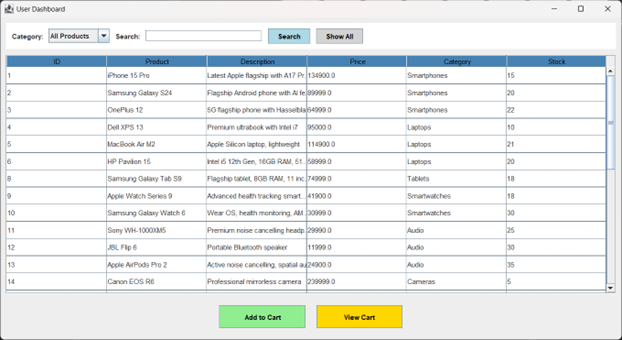 User Dashboard
Category: All Products Search: Search Show All
ID Product Description Price Category Stock
1 iPhone 15 Pro Latest Apple flagship with A17 Pr... 134900.0 Smartphones 15
2 Samsung Galaxy S24 Flagship Android phone with AI fe... 89999.0 Smartphones 20
3 OnePlus 12 5G flagship phone with Hasselbla... 64999.0 Smartphones 22
4 Dell XPS 13 Premium ultrabook with Intel i7 95000.0 Laptops 10
5 MacBook Air M2 Apple Silicon laptop, lightweight 114900.0 Laptops 21
6 HP Pavilion 15 Intel i5 12th Gen, 16GB RAM, 51... 58999.0 Laptops 20
8 Samsung Galaxy Tab S9 Flagship tablet, 8GB RAM, 11 inc... 74999.0 Tablets 18
9 Apple Watch Series 9 Advanced health tracking smart... 41900.0 Smartwatches 18
10 Samsung Galaxy Watch 6 Wear OS, health monitoring, AM... 30999.0 Smartwatches 30
11 Sony WH-1000XM5 Premium noise cancelling headp... 29990.0 Audio 25
12 JBL Flip 6 Portable Bluetooth speaker 11999.0 Audio 30
13 Apple AirPods Pro 2 Active noise cancelling, spatial au... 24900.0 Audio 35
14 Canon EOS R6 Professional mirrorless camera 239999.0 Cameras 5
Add to Cart View Cart